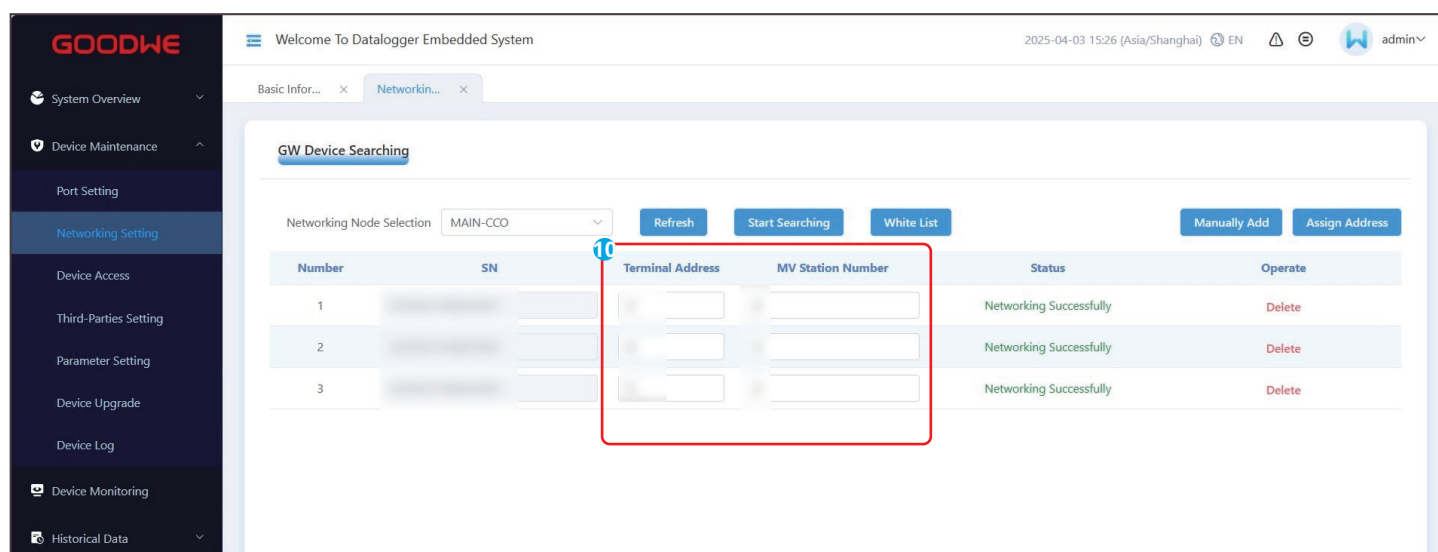 GOODWE
Welcome To Datalogger Embedded System
2025-04-03 15:26 (Asia/Shanghai) EN
admin
System Overview
Device Maintenance
Port Setting
Networking Setting
Device Access
Third-Parties Setting
Parameter Setting
Device Upgrade
Device Log
Device Monitoring
Historical Data
Basic Infor... Networkin...
GW Device Searching
Networking Node Selection MAIN-CCO Refresh Start Searching White List Manually Add Assign Address
10
Number SN Terminal Address MV Station Number Status Operate
1 Networking Successfully Delete
2 Networking Successfully Delete
3 Networking Successfully Delete